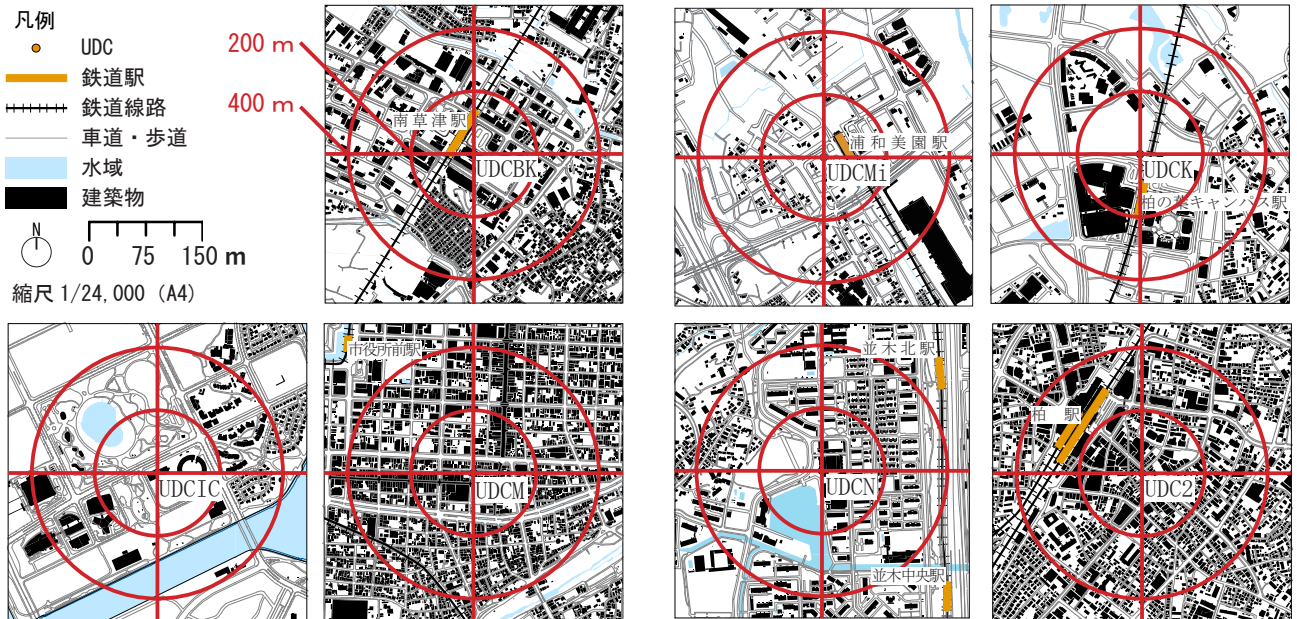 凡例
UDC
鉄道駅
鉄道線路
車道・歩道
水域
建築物
N
0 75 150 m
縮尺 1/24,000 (A4)
200 m
400 m
南草津駅
UDCBK
浦和美園駅
UDCMi
UDCK
柏の葉キャンパス駅
UDCIC
市役所前駅
UDCM
並木北駅
UDCN
並木中央駅
柏 駅
UDC2